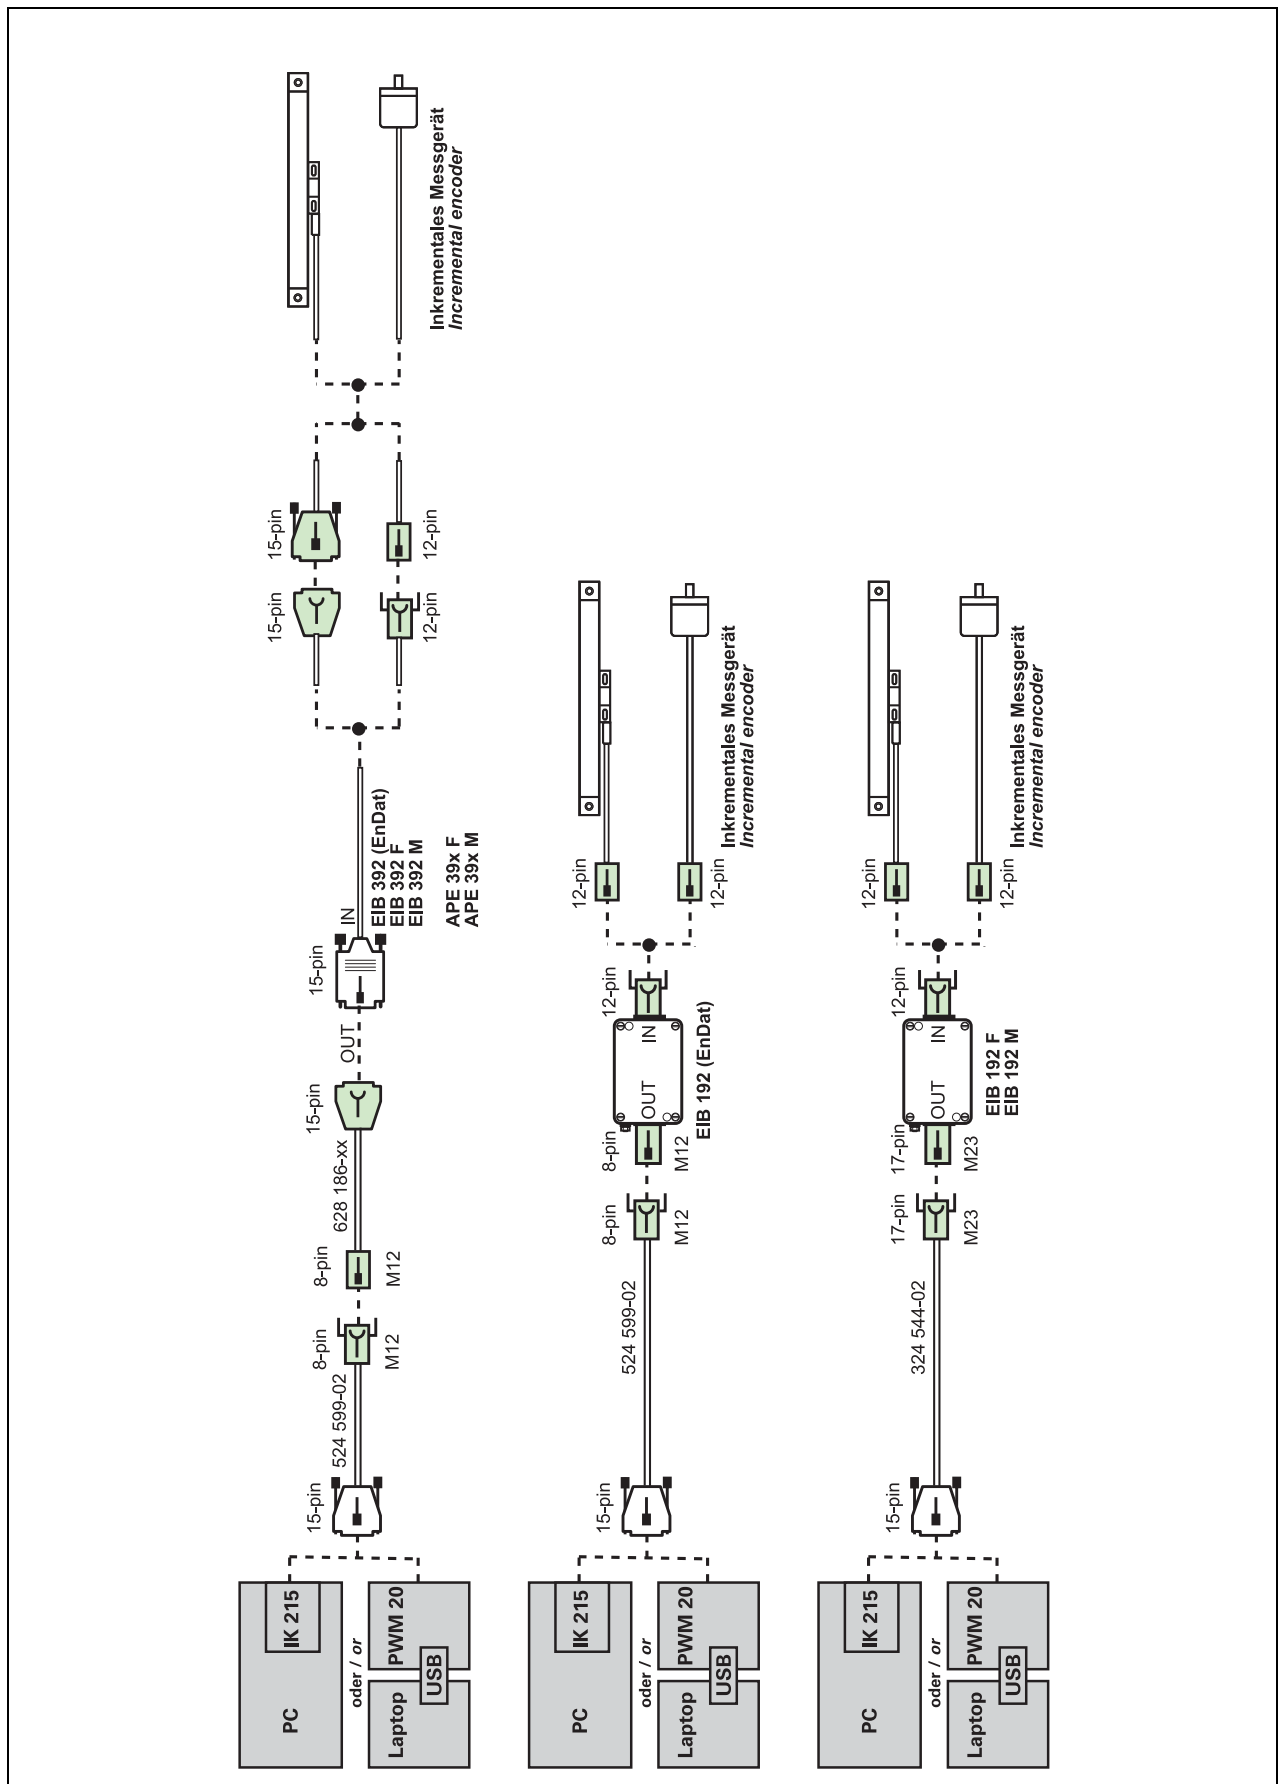 PC
IK 215
oder / or
Laptop
USB
PWM 20
15-pin
524 599-02
8-pin
M12
8-pin
M12
628 186-xx
15-pin
OUT
15-pin
IN
EIB 392 (EnDat)
EIB 392 F
EIB 392 M
APE 39x F
APE 39x M
15-pin
12-pin
15-pin
12-pin
Inkrementales Messgerät
Incremental encoder
PC
IK 215
oder / or
Laptop
USB
PWM 20
15-pin
524 599-02
8-pin
M12
8-pin
M12
OUT
IN
EIB 192 (EnDat)
12-pin
12-pin
12-pin
Inkrementales Messgerät
Incremental encoder
PC
IK 215
oder / or
Laptop
USB
PWM 20
15-pin
324 544-02
17-pin
M23
17-pin
M23
OUT
IN
EIB 192 F
EIB 192 M
12-pin
12-pin
12-pin
Inkrementales Messgerät
Incremental encoder